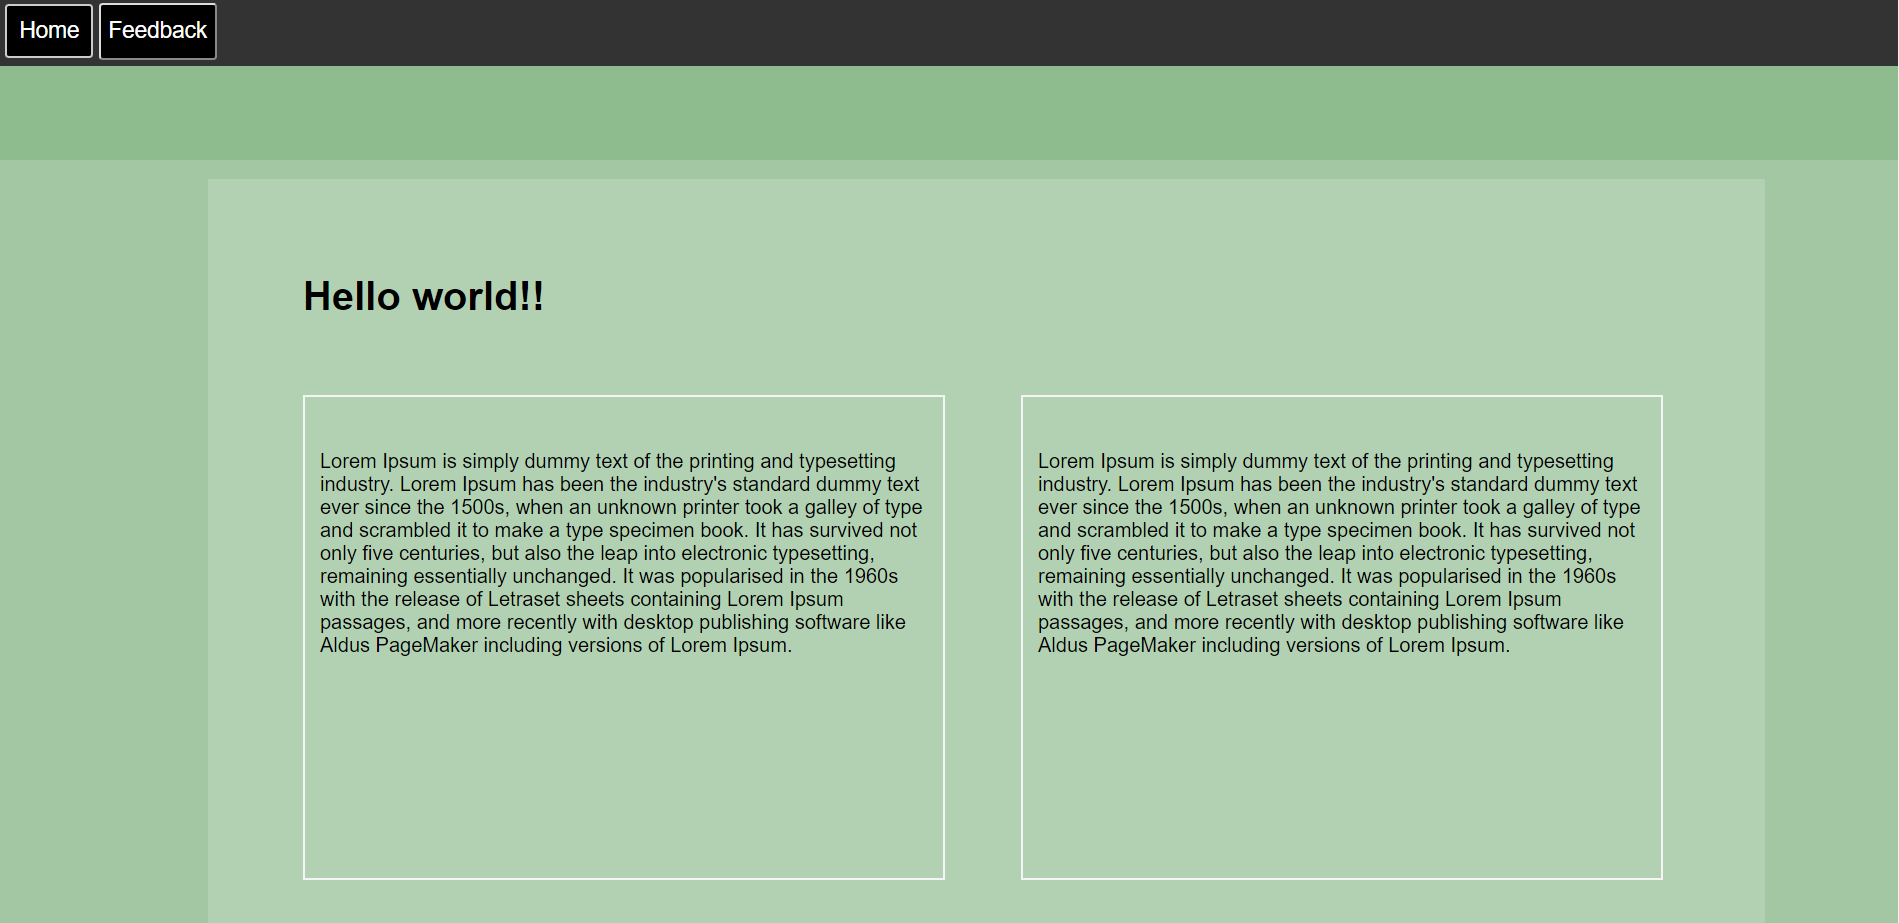 Home Feedback
Hello world!!
Lorem Ipsum is simply dummy text of the printing and typesetting
industry. Lorem Ipsum has been the industry's standard dummy text
ever since the 1500s, when an unknown printer took a galley of type
and scrambled it to make a type specimen book. It has survived not
only five centuries, but also the leap into electronic typesetting,
remaining essentially unchanged. It was popularised in the 1960s
with the release of Letraset sheets containing Lorem Ipsum
passages, and more recently with desktop publishing software like
Aldus PageMaker including versions of Lorem Ipsum.
Lorem Ipsum is simply dummy text of the printing and typesetting
industry. Lorem Ipsum has been the industry's standard dummy text
ever since the 1500s, when an unknown printer took a galley of type
and scrambled it to make a type specimen book. It has survived not
only five centuries, but also the leap into electronic typesetting,
remaining essentially unchanged. It was popularised in the 1960s
with the release of Letraset sheets containing Lorem Ipsum
passages, and more recently with desktop publishing software like
Aldus PageMaker including versions of Lorem Ipsum.